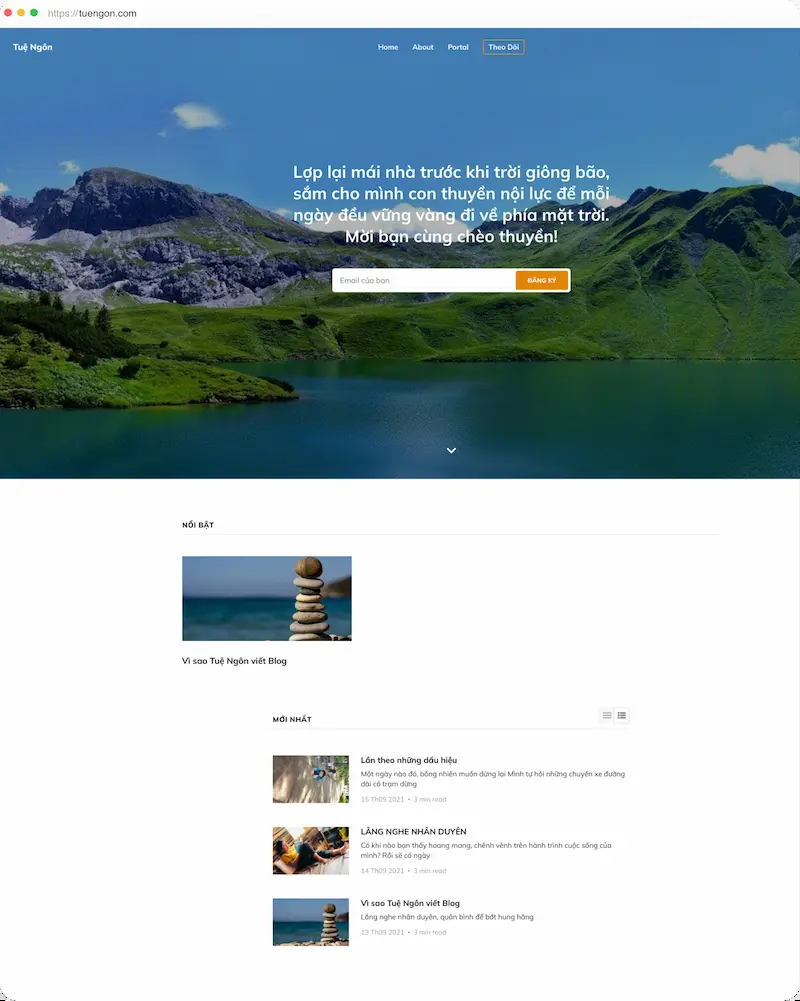 https://tuengon.com
Tuệ Ngôn
Home About Portal Theo Dõi
Lợp lại mái nhà trước khi trời giông bão,
sắm cho mình con thuyền nội lực để mỗi
ngày đều vững vàng đi về phía mặt trời.
Mời bạn cùng chèo thuyền!
Email của bạn ĐĂNG KÝ
NỔI BẬT
Vì sao Tuệ Ngôn viết Blog
MỚI NHẤT
Lần theo những dấu hiệu
Một ngày nào đó, bỗng nhiên muốn dừng lại Mình tự hỏi những chuyến xe đường
dài có trạm dừng
15 Th09 2021 • 3 min read
LẮNG NGHE NHÂN DUYÊN
Có khi nào bạn thấy hoang mang, chênh vênh trên hành trình cuộc sống của
mình? Rồi sẽ có ngày
14 Th09 2021 • 3 min read
Vì sao Tuệ Ngôn viết Blog
Lắng nghe nhân duyên, quân bình để bớt hung hăng
13 Th09 2021 • 3 min read